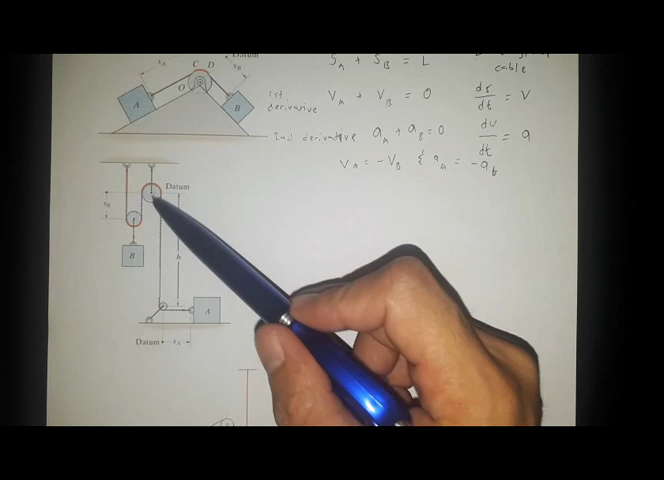 Datum
S_A + S_B = L
cable
s_A
s_B
C D
O
A
B
1st derivative
V_A + V_B = 0
ds/dt = V
2nd derivative
a_A + a_B = 0
dv/dt = a
V_A = -V_B & a_A = -a_B
Datum
s_B
h
B
A
Datum
s_A